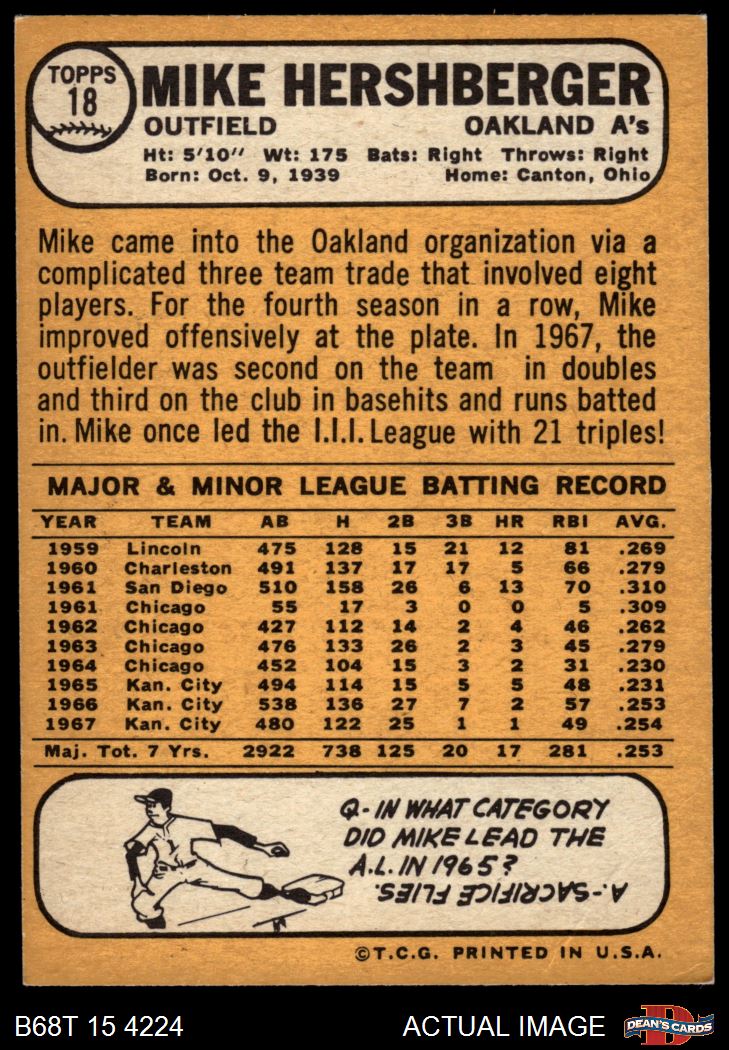 TOPPS
18
MIKE HERSHBERGER
OUTFIELD OAKLAND A's
Ht: 5'10" Wt: 175 Bats: Right Throws: Right
Born: Oct. 9, 1939 Home: Canton, Ohio
Mike came into the Oakland organization via a
complicated three team trade that involved eight
players. For the fourth season in a row, Mike
improved offensively at the plate. In 1967, the
outfielder was second on the team in doubles
and third on the club in basehits and runs batted
in. Mike once led the I.I.I. League with 21 triples!
MAJOR & MINOR LEAGUE BATTING RECORD
YEAR TEAM AB H 2B 3B HR RBI AVG.
1959 Lincoln 475 128 15 21 12 81 .269
1960 Charleston 491 137 17 17 5 66 .279
1961 San Diego 510 158 26 6 13 70 .310
1961 Chicago 55 17 3 0 0 5 .309
1962 Chicago 427 112 14 2 4 46 .262
1963 Chicago 476 133 26 2 3 45 .279
1964 Chicago 452 104 15 3 2 31 .230
1965 Kan. City 494 114 15 5 5 48 .231
1966 Kan. City 538 136 27 7 2 57 .253
1967 Kan. City 480 122 25 1 1 49 .254
Maj. Tot. 7 Yrs. 2922 738 125 20 17 281 .253
Q-IN WHAT CATEGORY
DID MIKE LEAD THE
A.L. IN 1965?
A-SACRIFICE FLIES.
©T.C.G. PRINTED IN U.S.A.
B68T 15 4224 ACTUAL IMAGE
D
DEAN'S CARDS